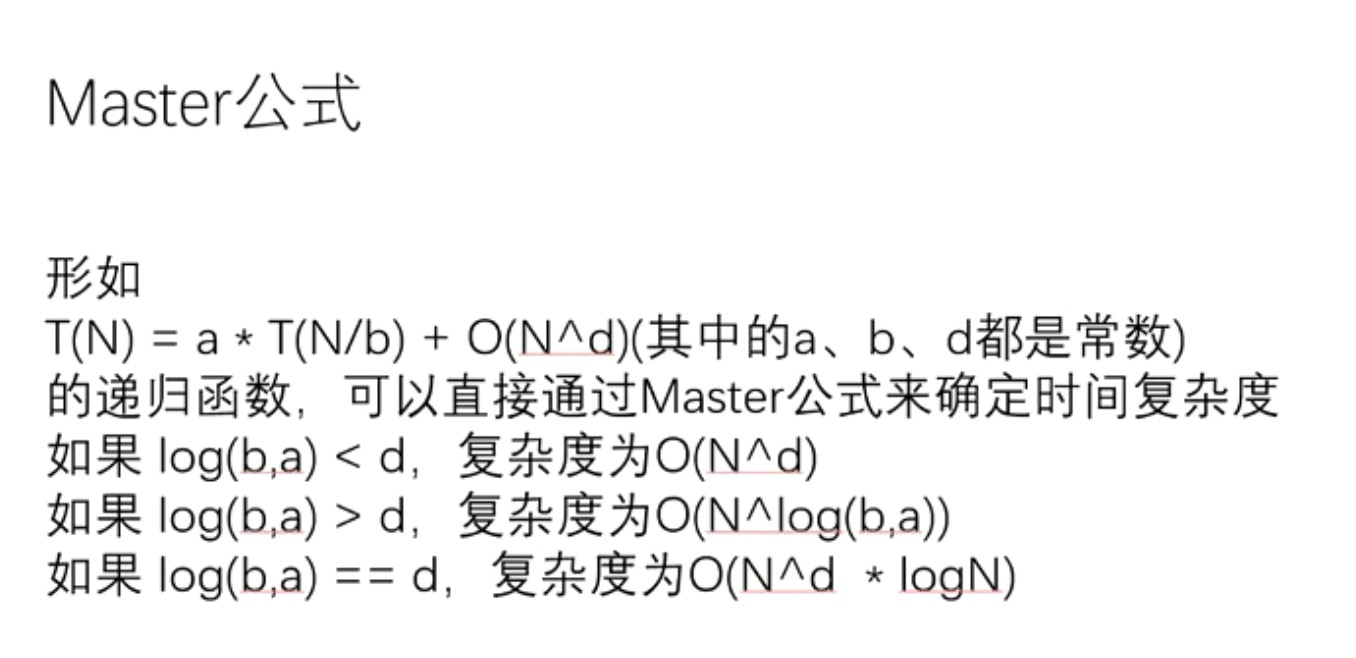 Master公式
形如
T(N) = a * T(N/b) + O(N^d)(其中的a、b、d都是常数)
的递归函数，可以直接通过Master公式来确定时间复杂度
如果 log(b,a) < d，复杂度为O(N^d)
如果 log(b,a) > d，复杂度为O(N^log(b,a))
如果 log(b,a) == d，复杂度为O(N^d * logN)